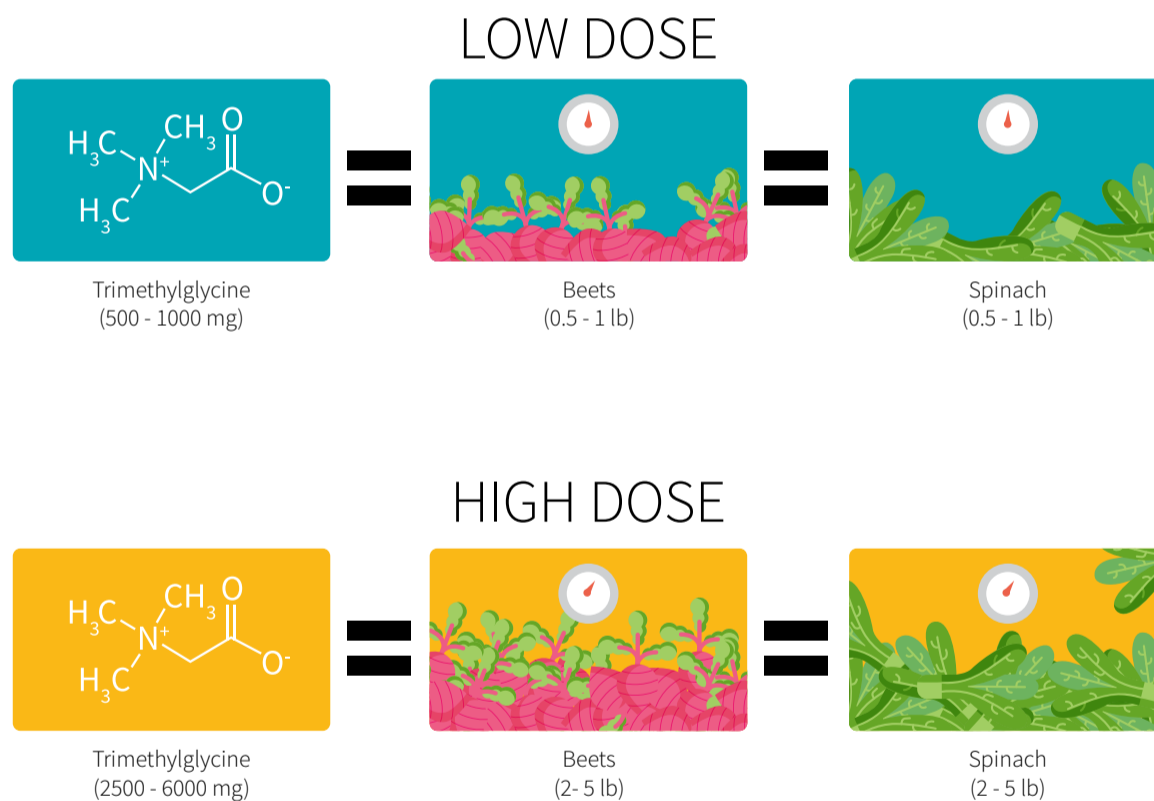 LOW DOSE
H₃C CH₃ O
N⁺
H₃C O⁻
Trimethylglycine
(500 - 1000 mg)
Beets
(0.5 - 1 lb)
Spinach
(0.5 - 1 lb)
HIGH DOSE
H₃C CH₃ O
N⁺
H₃C O⁻
Trimethylglycine
(2500 - 6000 mg)
Beets
(2- 5 lb)
Spinach
(2 - 5 lb)